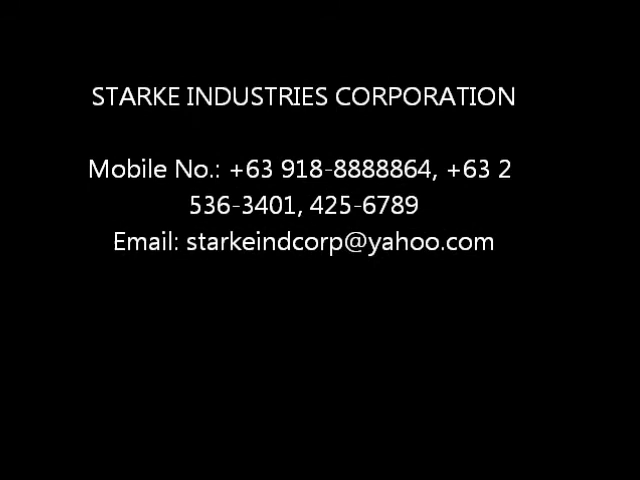 STARKE INDUSTRIES CORPORATION
Mobile No.: +63 918-8888864, +63 2
536-3401, 425-6789
Email: starkeindcorp@yahoo.com